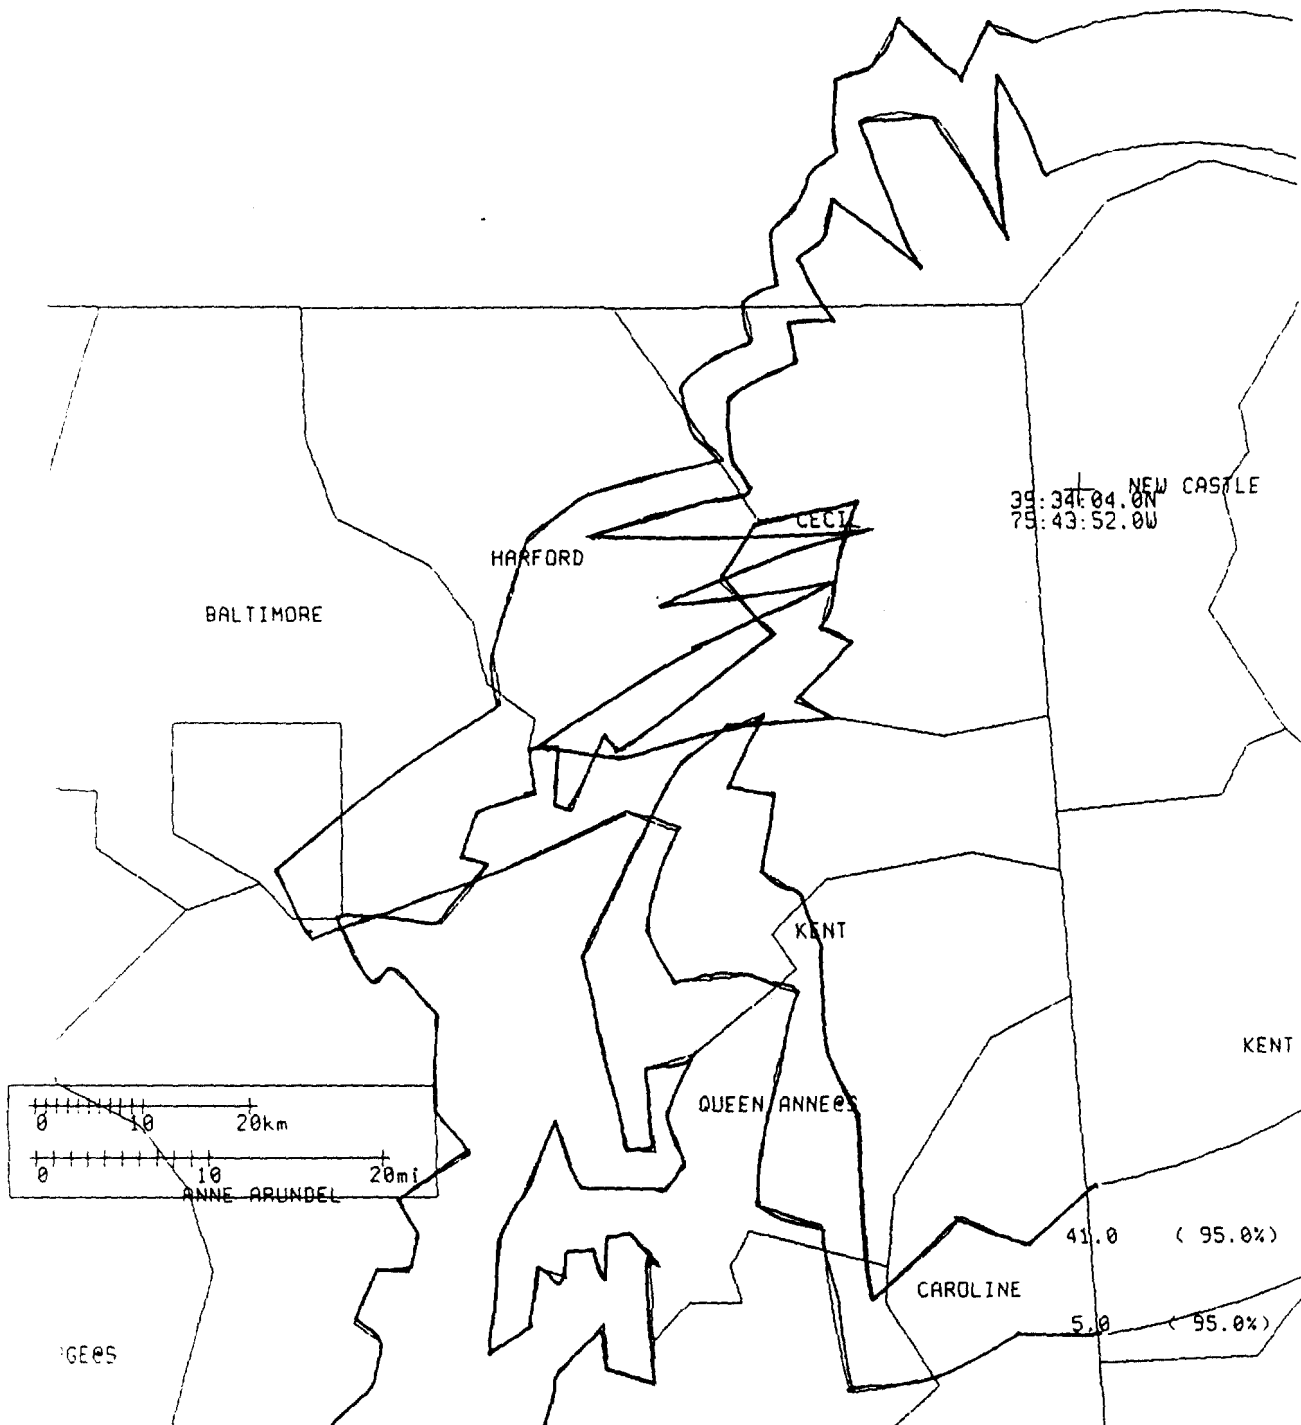 NEW CASTLE
39:34:04.0N
75:43:52.0W
CECIL
HARFORD
BALTIMORE
KENT
KENT
QUEEN ANNE@S
0 10 20km
0 10 20mi
ANNE ARUNDEL
41.0 ( 95.0%)
CAROLINE
5.0 ( 95.0%)
GE@S